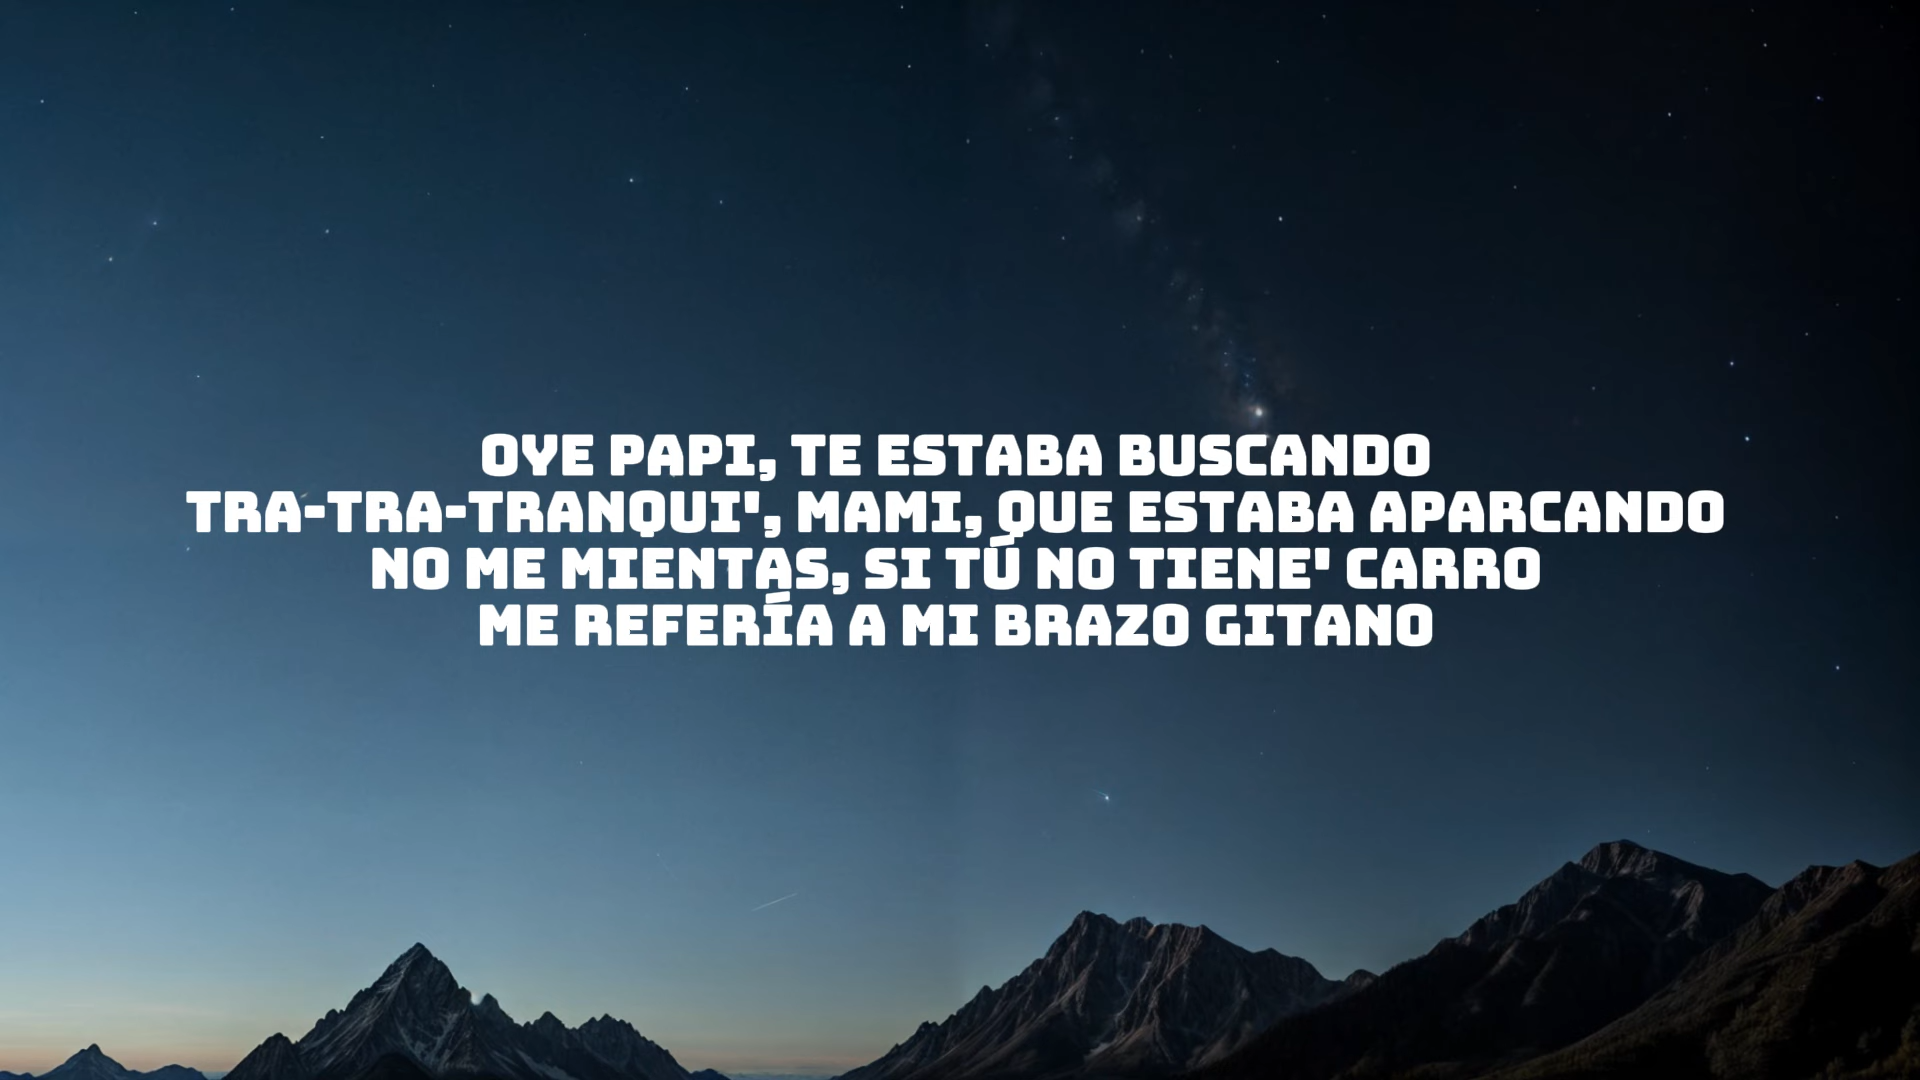 OYE PAPI, TE ESTABA BUSCANDO
TRA-TRA-TRANQUI', MAMI, QUE ESTABA APARCANDO
NO ME MIENTAS, SI TÚ NO TIENE' CARRO
ME REFERÍA A MI BRAZO GITANO